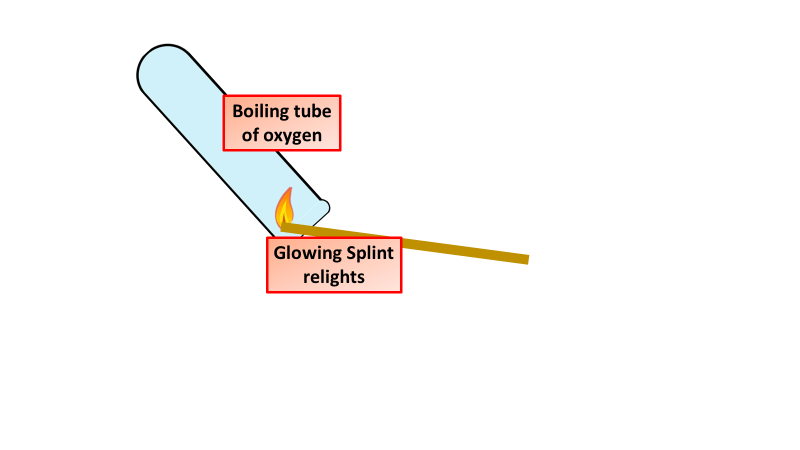 Boiling tube
of oxygen
Glowing Splint
relights